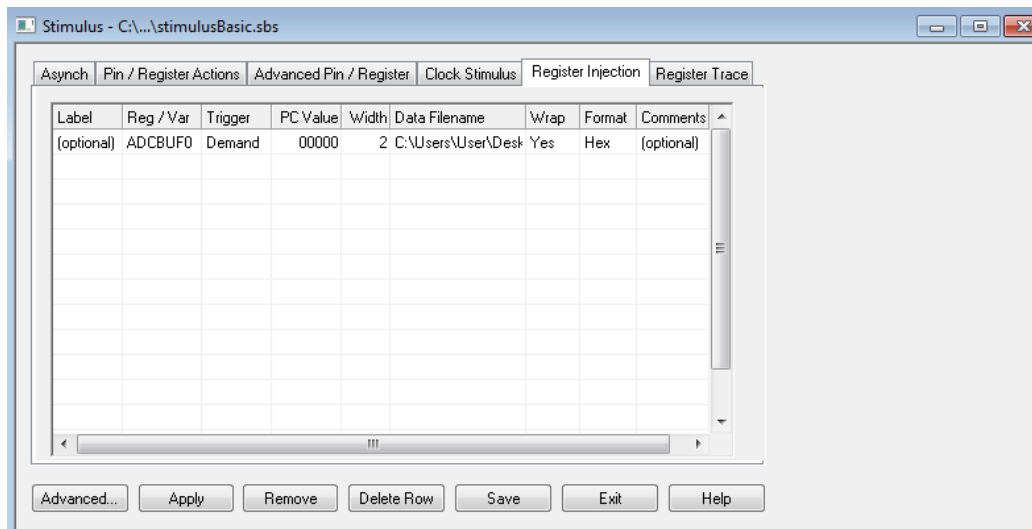 Stimulus - C:\...\stimulusBasic.sbs
Asynch Pin / Register Actions Advanced Pin / Register Clock Stimulus Register Injection Register Trace
Label Reg / Var Trigger PC Value Width Data Filename Wrap Format Comments
(optional) ADCBUF0 Demand 00000 2 C:\Users\User\Desk Yes Hex (optional)
Advanced... Apply Remove Delete Row Save Exit Help